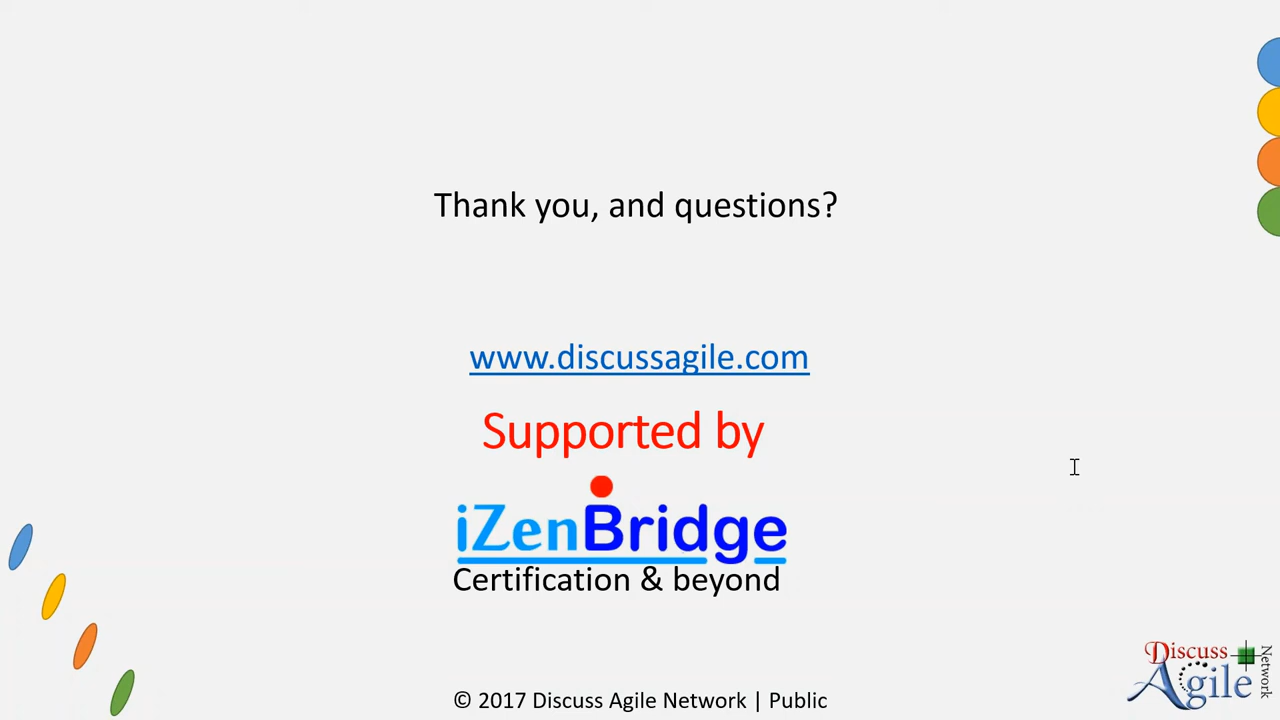 Thank you, and questions?
www.discussagile.com
Supported by
iZenBridge
Certification & beyond
Discuss
Agile
Network
© 2017 Discuss Agile Network | Public